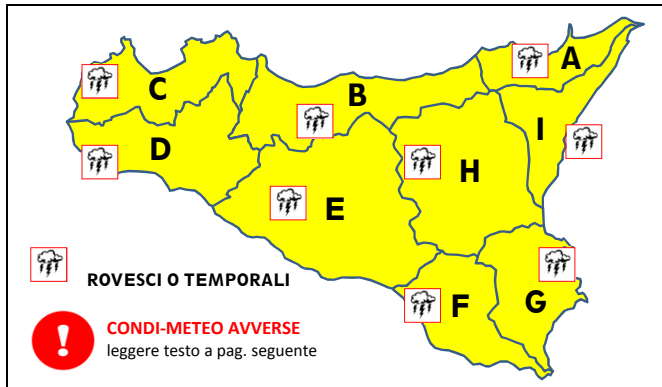 A
C
B
I
D
H
E
F
G
ROVESCI O TEMPORALI
!
CONDI-METEO AVVERSE
leggere testo a pag. seguente